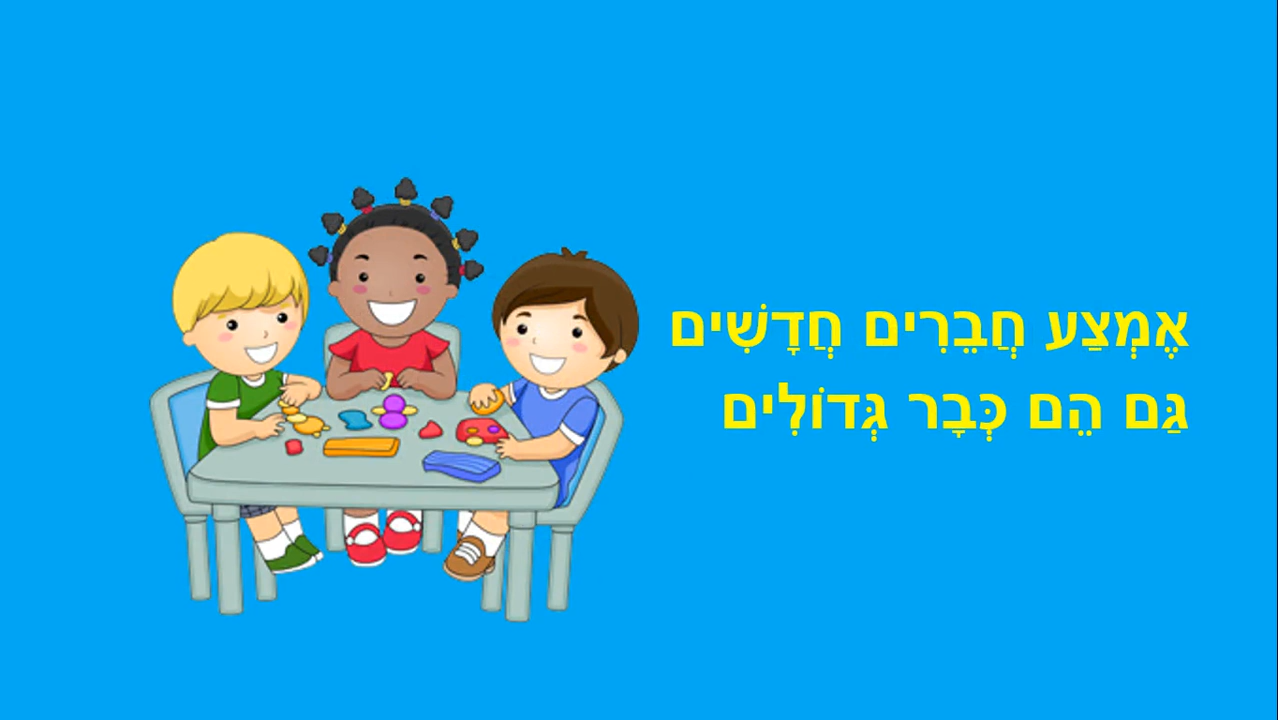 אֶמְצַע חֲבֵרִים חֲדָשִׁים
גַּם הֵם כְּבָר גְּדוֹלִים